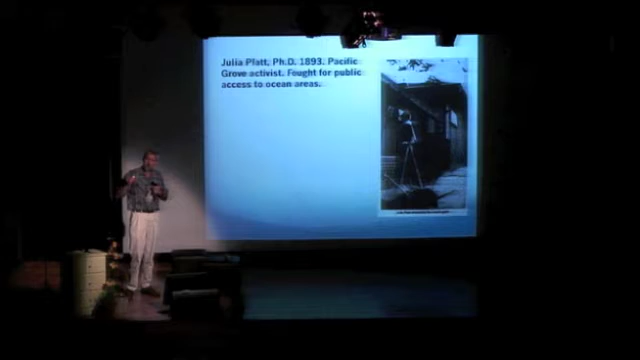 Julia Platt, Ph.D. 1893. Pacific
Grove activist. Fought for public
access to ocean areas.